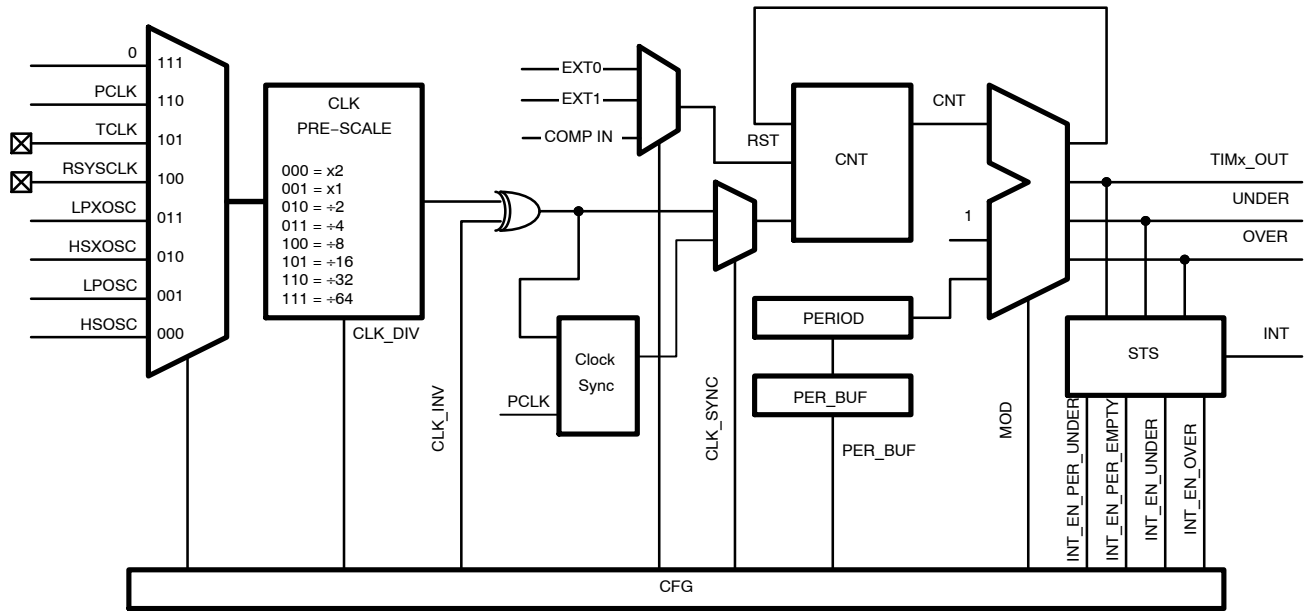 0
PCLK
TCLK
RSYSCLK
LPXOSC
HSXOSC
LPOSC
HSOSC
111
110
101
100
011
010
001
000
CLK
PRE−SCALE
000 = x2
001 = x1
010 = ÷2
011 = ÷4
100 = ÷8
101 = ÷16
110 = ÷32
111 = ÷64
CLK_DIV
CLK_INV
EXT0
EXT1
COMP IN
Clock
Sync
PCLK
CLK_SYNC
RST
CNT
CNT
1
PERIOD
PER_BUF
PER_BUF
MOD
TIMx_OUT
UNDER
OVER
STS
INT
INT_EN_PER_UNDER
INT_EN_PER_EMPTY
INT_EN_UNDER
INT_EN_OVER
CFG